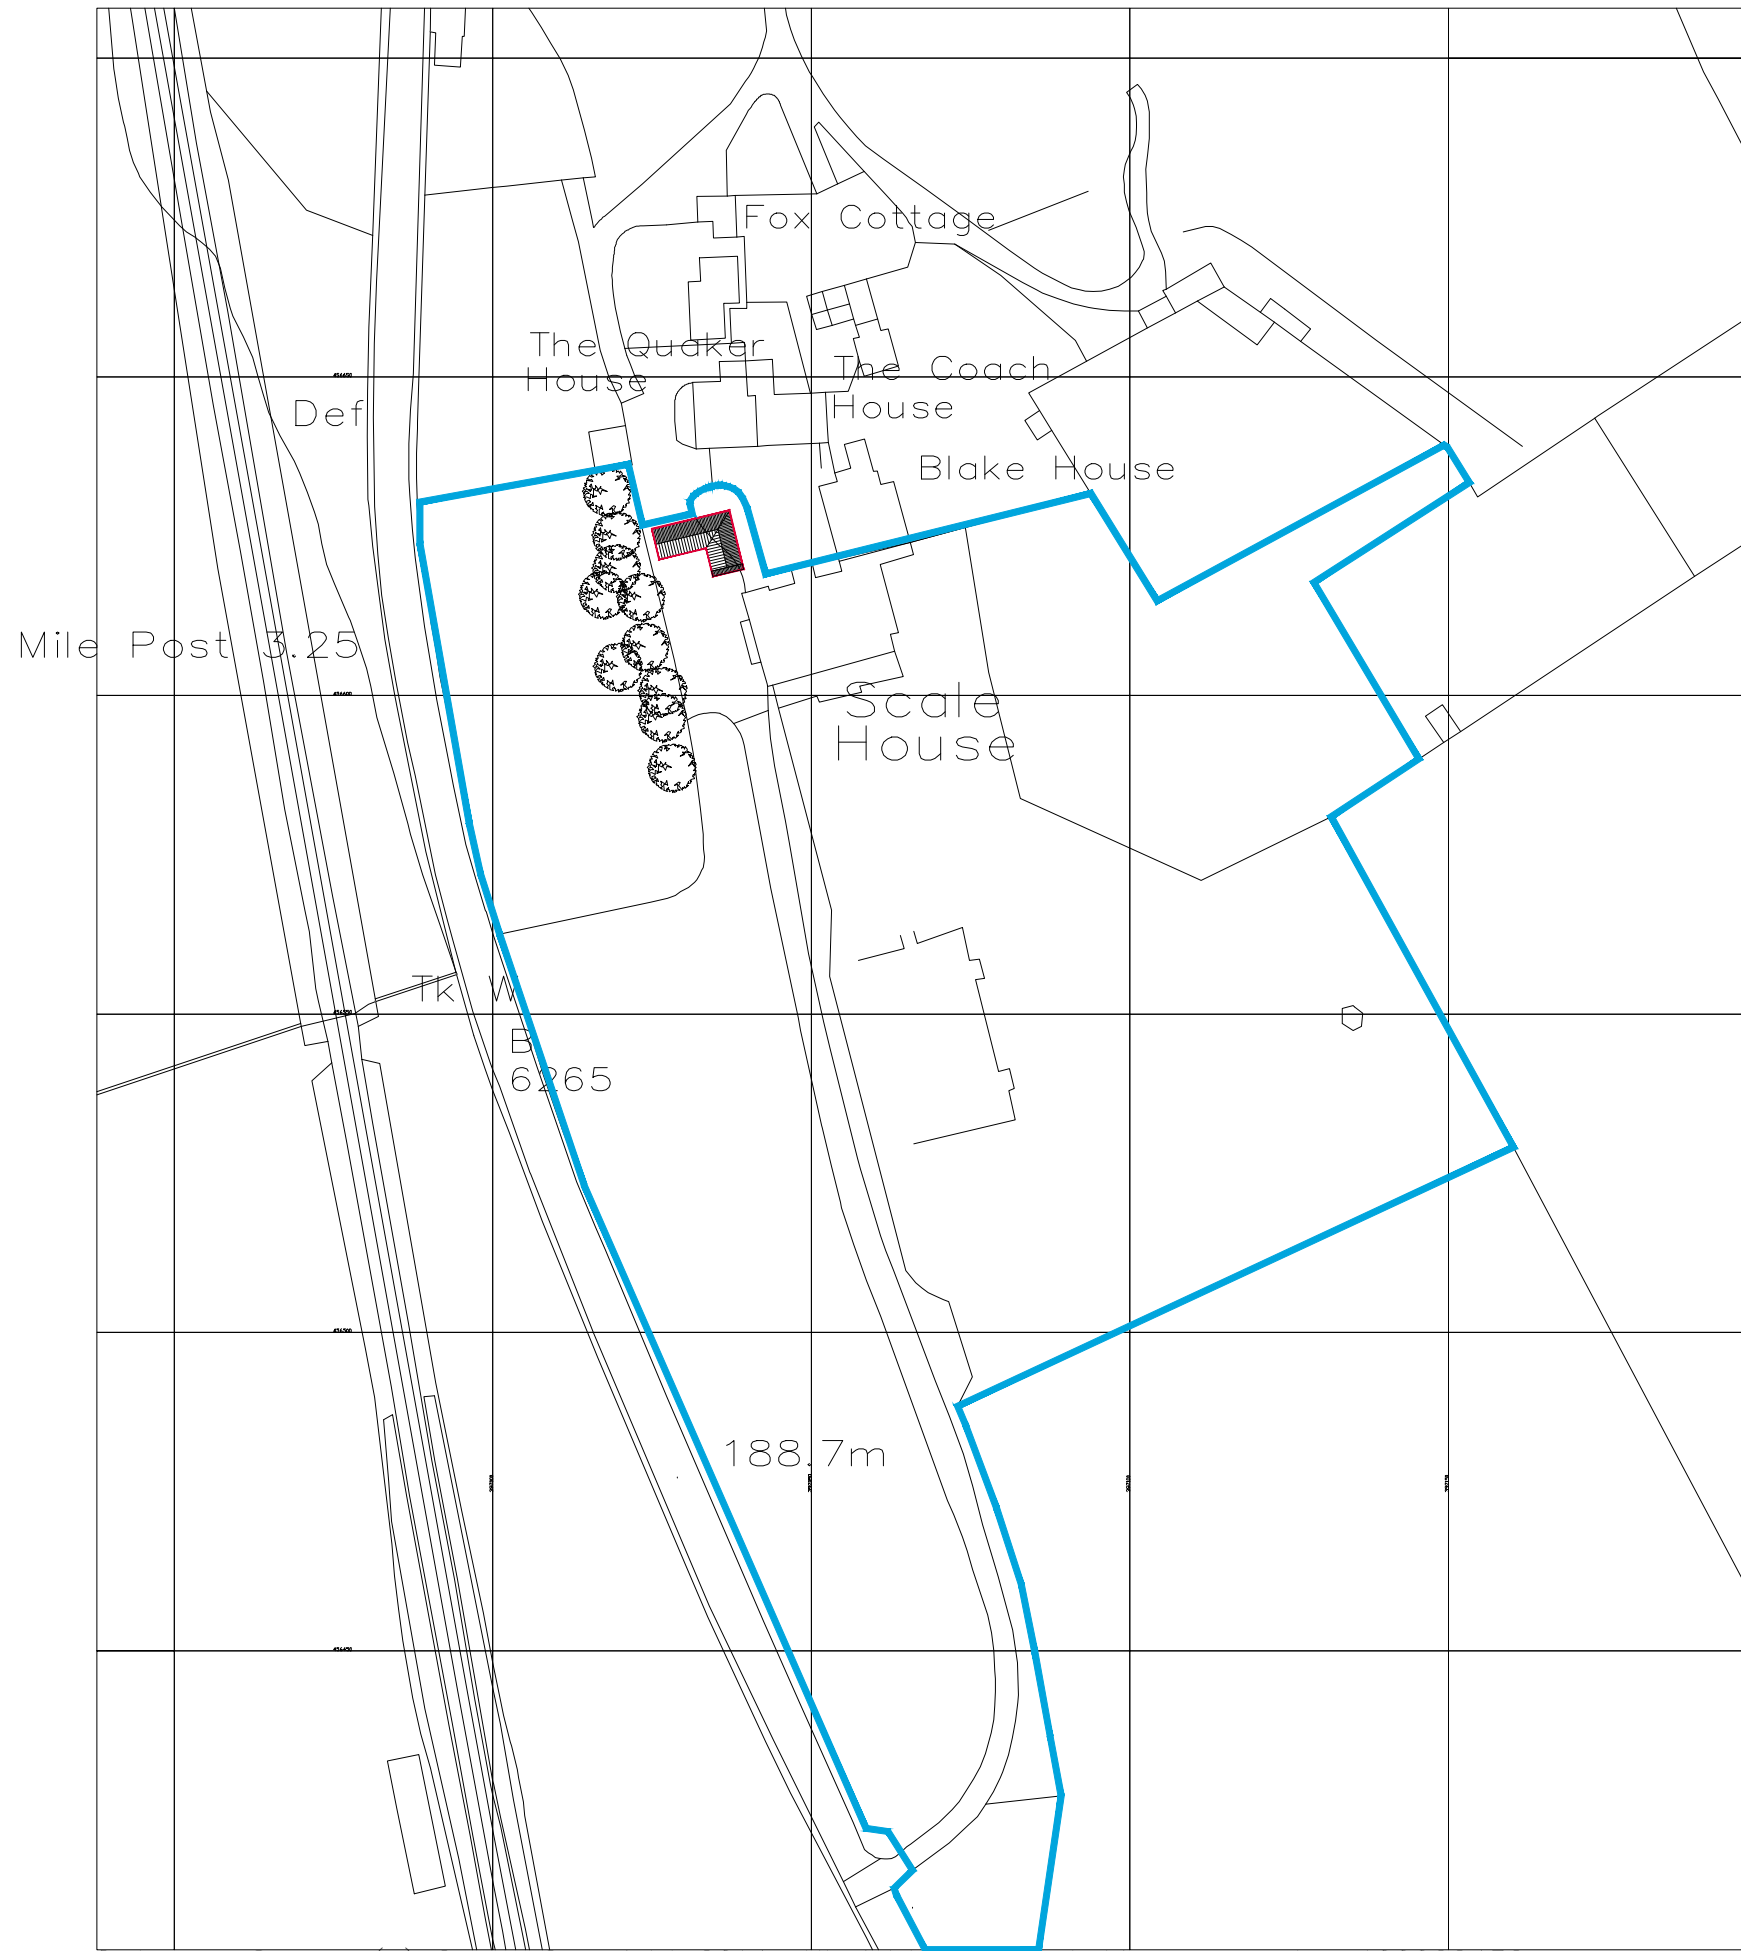 Fox Cottage
The Quaker
House
The Coach
House
Def
Blake House
Mile Post 3.25
Scale
House
Tk W
B
6265
188.7m